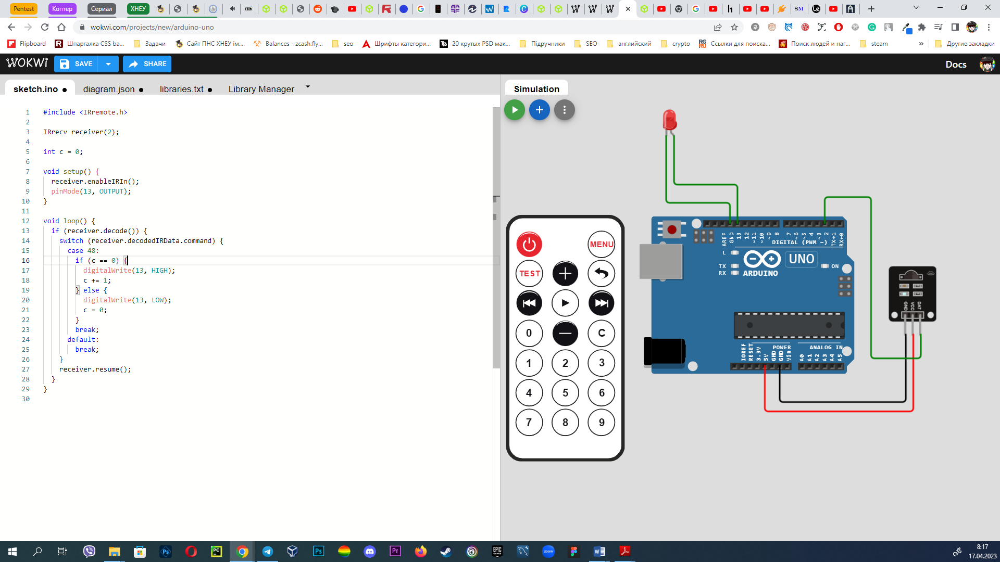 Pentest Коптер Сериал ХНЕУ
wokwi.com/projects/new/arduino-uno
Flipboard Шпаргалка CSS ba... Задачи Сайт ПНС ХНЕУ ім.... Balances - zcash.fly... seo Шрифты категори... 20 крутых PSD мак... Підручники SEO английский crypto Ссылки для поиска... Поиск людей и наг... steam » Другие закладки
WOKWI SAVE SHARE Docs
sketch.ino diagram.json libraries.txt Library Manager
Simulation
1 #include <IRremote.h>
2
3 IRrecv receiver(2);
4
5 int c = 0;
6
7 void setup() {
8 receiver.enableIRIn();
9 pinMode(13, OUTPUT);
10 }
11
12 void loop() {
13 if (receiver.decode()) {
14 switch (receiver.decodedIRData.command) {
15 case 48:
16 if (c == 0) {
17 digitalWrite(13, HIGH);
18 c += 1;
19 } else {
20 digitalWrite(13, LOW);
21 c = 0;
22 }
23 break;
24 default:
25 break;
26 }
27 receiver.resume();
28 }
29 }
30
MENU
TEST
0 C
1 2 3
4 5 6
7 8 9
AREF GND 13 12 ~11 ~10 ~9 8 7 ~6 ~5 4 ~3 2 TX→1 RX←0
DIGITAL (PWM ~)
L
TX
RX
UNO
ARDUINO
ON
GND VCC DAT
POWER ANALOG IN
IOREF RESET 3.3V 5V GND GND Vin A0 A1 A2 A3 A4 A5
8:17
17.04.2023